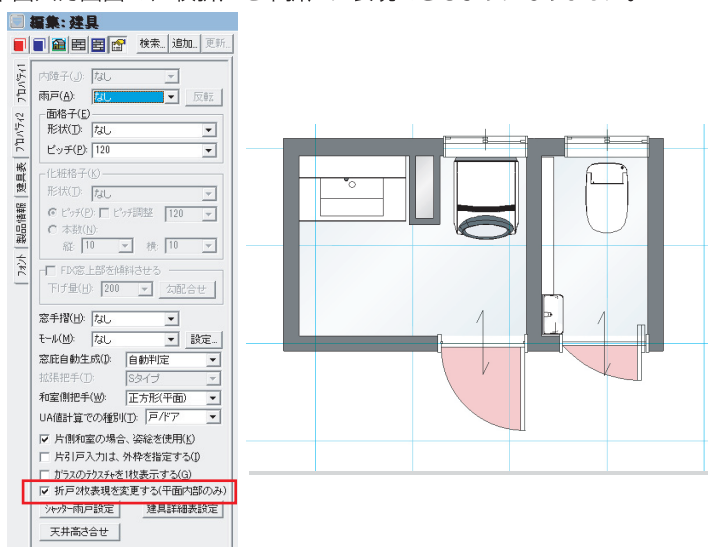 編集: 建具
検索... 追加... 更新...
プロパティ1
プロパティ2
建具表
製品情報
フォント
内障子(J): なし
雨戸(A): なし 反転
面格子(E)
形状(T): なし
ピッチ(P): 120
化粧格子(K)
形状(T): なし
ピッチ(P): ピッチ調整 120
本数(N):
縦: 10 横: 10
FIX窓上部を傾斜させる
下げ量(H): 200 勾配合せ
窓手摺(H): なし
モール(M): なし 設定...
窓庇自動生成(I): 自動判定
拡張把手(T): Sタイプ
和室側把手(W): 正方形(平面)
UA値計算での種別(T): 戸/ドア
片側和室の場合、姿絵を使用(K)
片引戸入力は、外枠を指定する(I)
ガラスのテクスチャを1枚表示する(G)
折戸2枚表現を変更する(平面内部のみ)
シャッター雨戸設定 建具詳細表設定
天井高さ合せ